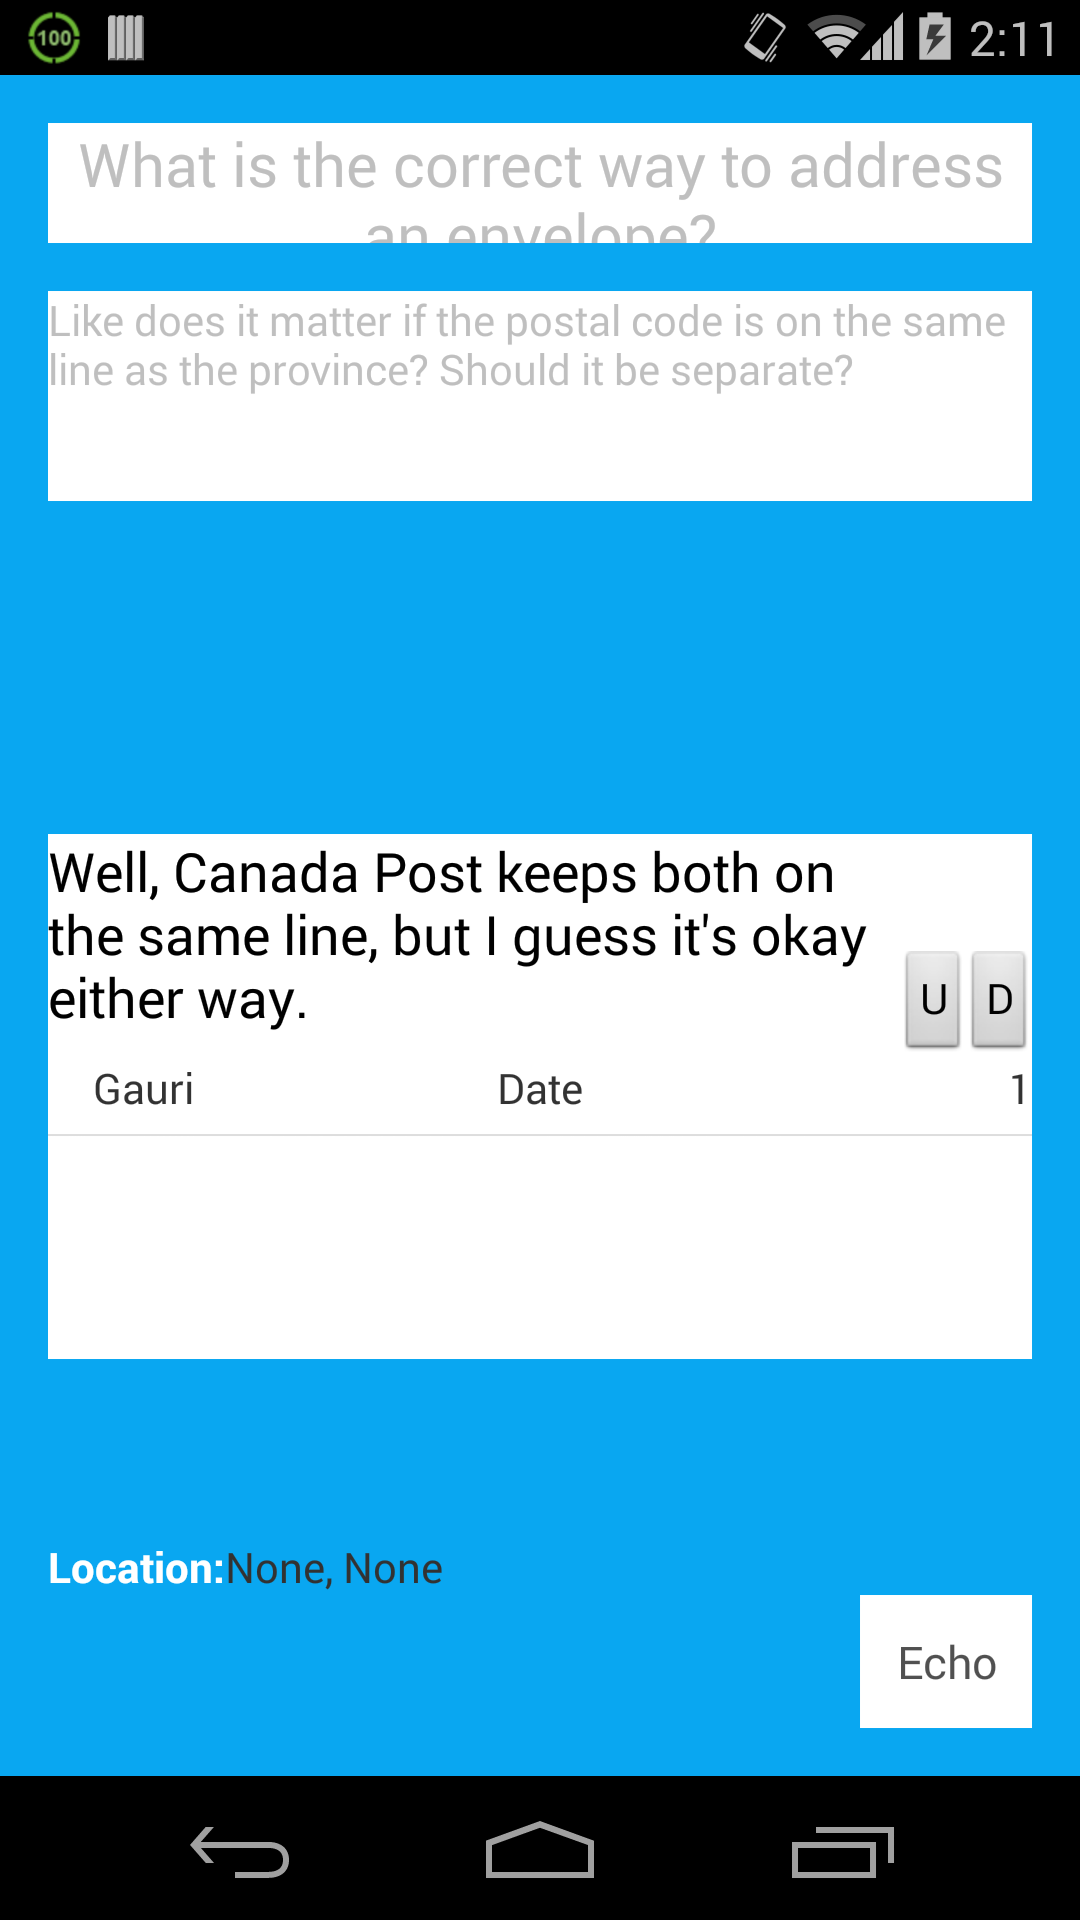 100
2:11
What is the correct way to address
an envelope?
Like does it matter if the postal code is on the same
line as the province? Should it be separate?
Well, Canada Post keeps both on
the same line, but I guess it's okay
either way.
U D
Gauri Date 1
Location:None, None
Echo